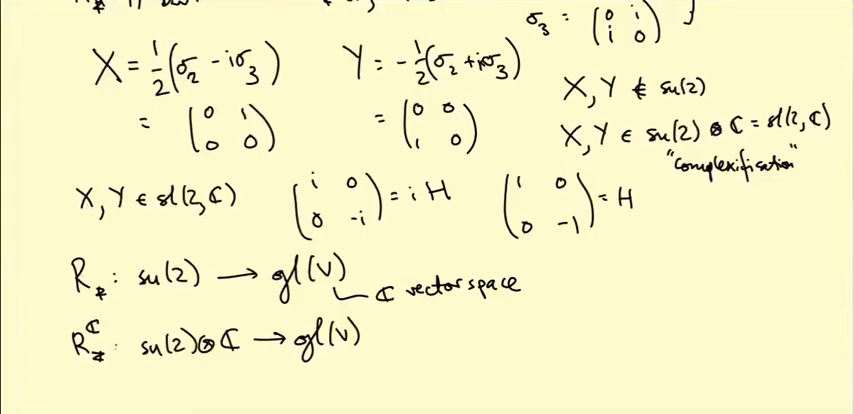 σ₃ = (0 i; i 0) }
X = 1/2(σ₂ - iσ₃) Y = -1/2(σ₂ + iσ₃)
= (0 1; 0 0) = (0 0; 1 0)
X, Y ∉ su(2)
X, Y ∈ su(2) ⊗ ℂ = sl(2, ℂ)
"complexification"
X, Y ∈ sl(2, ℂ) (i 0; 0 -i) = i H (1 0; 0 -1) = H
R_* : su(2) → gl(V)
ℂ vector space
R_*^ℂ : su(2) ⊗ ℂ → gl(V)